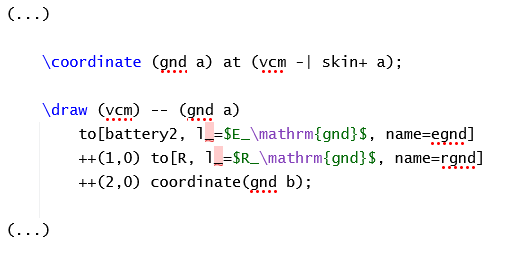 (...)
\coordinate (gnd a) at (vcm -| skin+ a);
\draw (vcm) -- (gnd a)
to[battery2, l_=$E_\mathrm{gnd}$, name=egnd]
++(1,0) to[R, l_=$R_\mathrm{gnd}$, name=rgnd]
++(2,0) coordinate(gnd b);
(...)